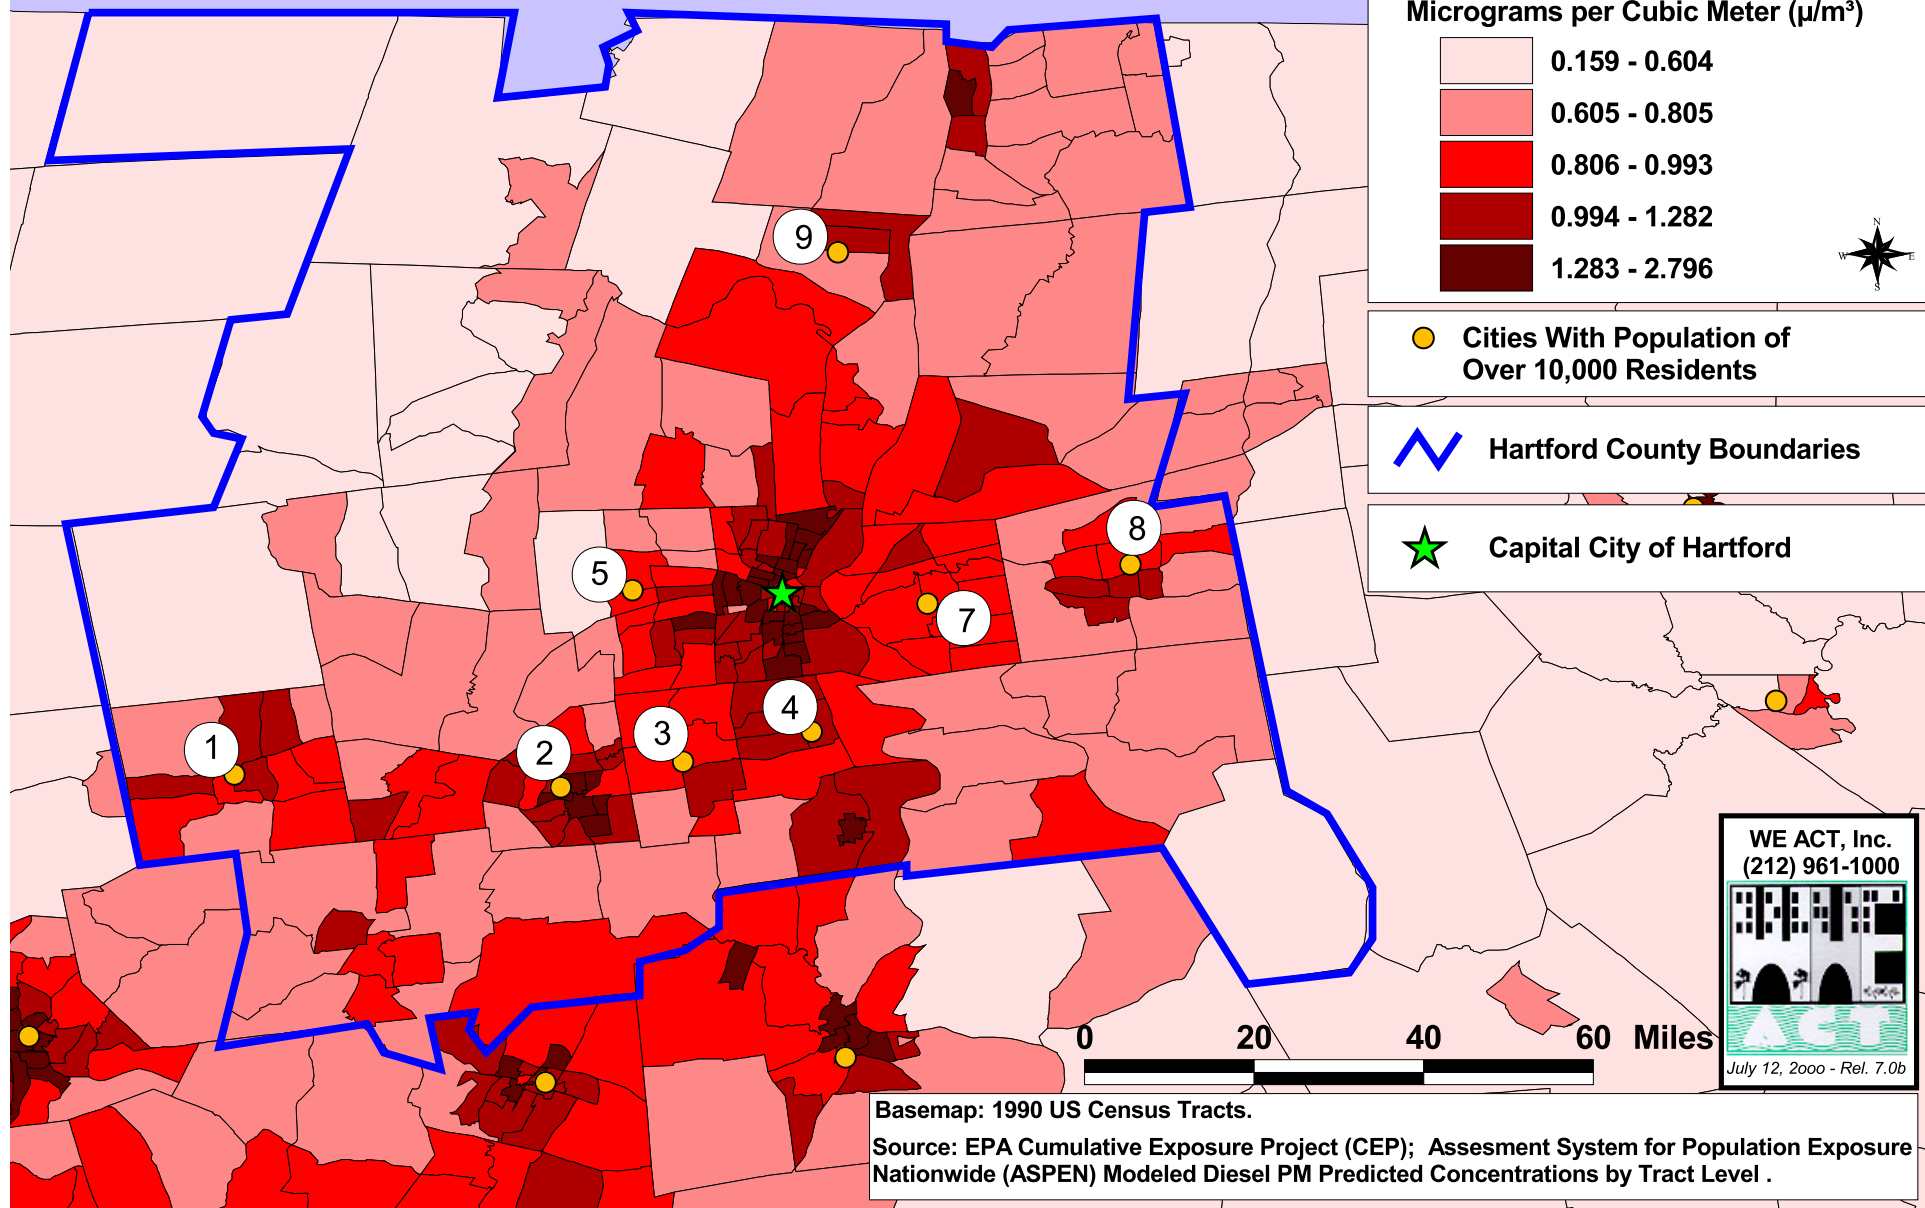 Micrograms per Cubic Meter (µ/m³)
0.159 - 0.604
0.605 - 0.805
0.806 - 0.993
0.994 - 1.282
1.283 - 2.796
N
W
E
S
Cities With Population of
Over 10,000 Residents
Hartford County Boundaries
Capital City of Hartford
9
8
5
7
4
3
2
1
WE ACT, Inc.
(212) 961-1000
ACT
July 12, 2ooo - Rel. 7.0b
0 20 40 60 Miles
Basemap: 1990 US Census Tracts.
Source: EPA Cumulative Exposure Project (CEP); Assesment System for Population Exposure
Nationwide (ASPEN) Modeled Diesel PM Predicted Concentrations by Tract Level .